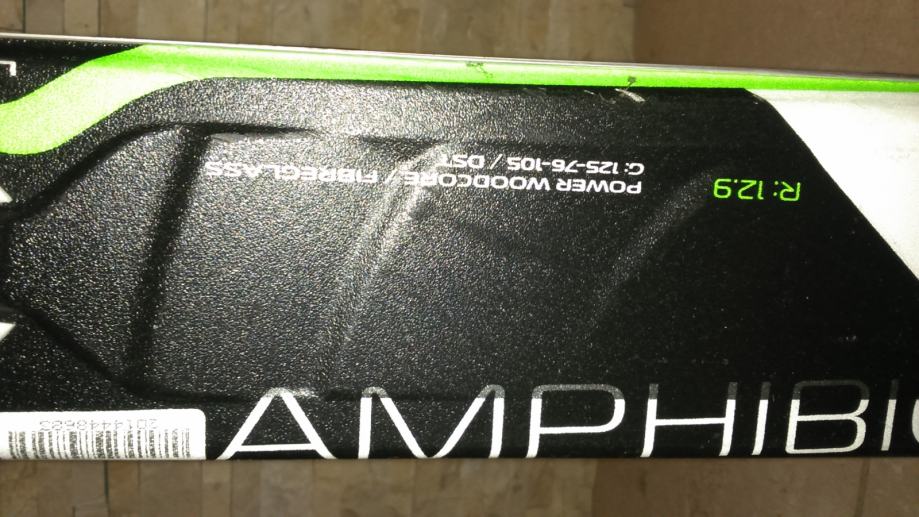 POWER WOODCORE / FIBREGLASS
G: 125-76-105 / DST
R: 12.9
AMPHIBI